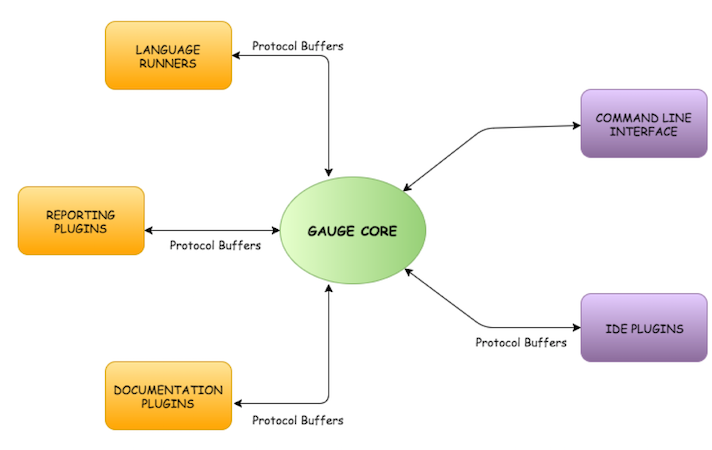 LANGUAGE
RUNNERS
Protocol Buffers
COMMAND LINE
INTERFACE
REPORTING
PLUGINS
Protocol Buffers
GAUGE CORE
IDE PLUGINS
Protocol Buffers
DOCUMENTATION
PLUGINS
Protocol Buffers